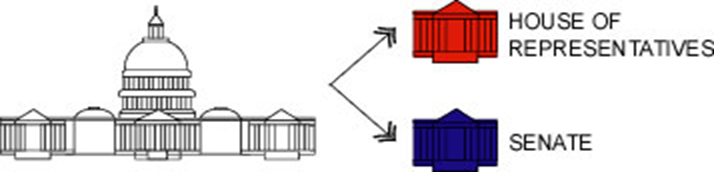 HOUSE OF
REPRESENTATIVES
SENATE